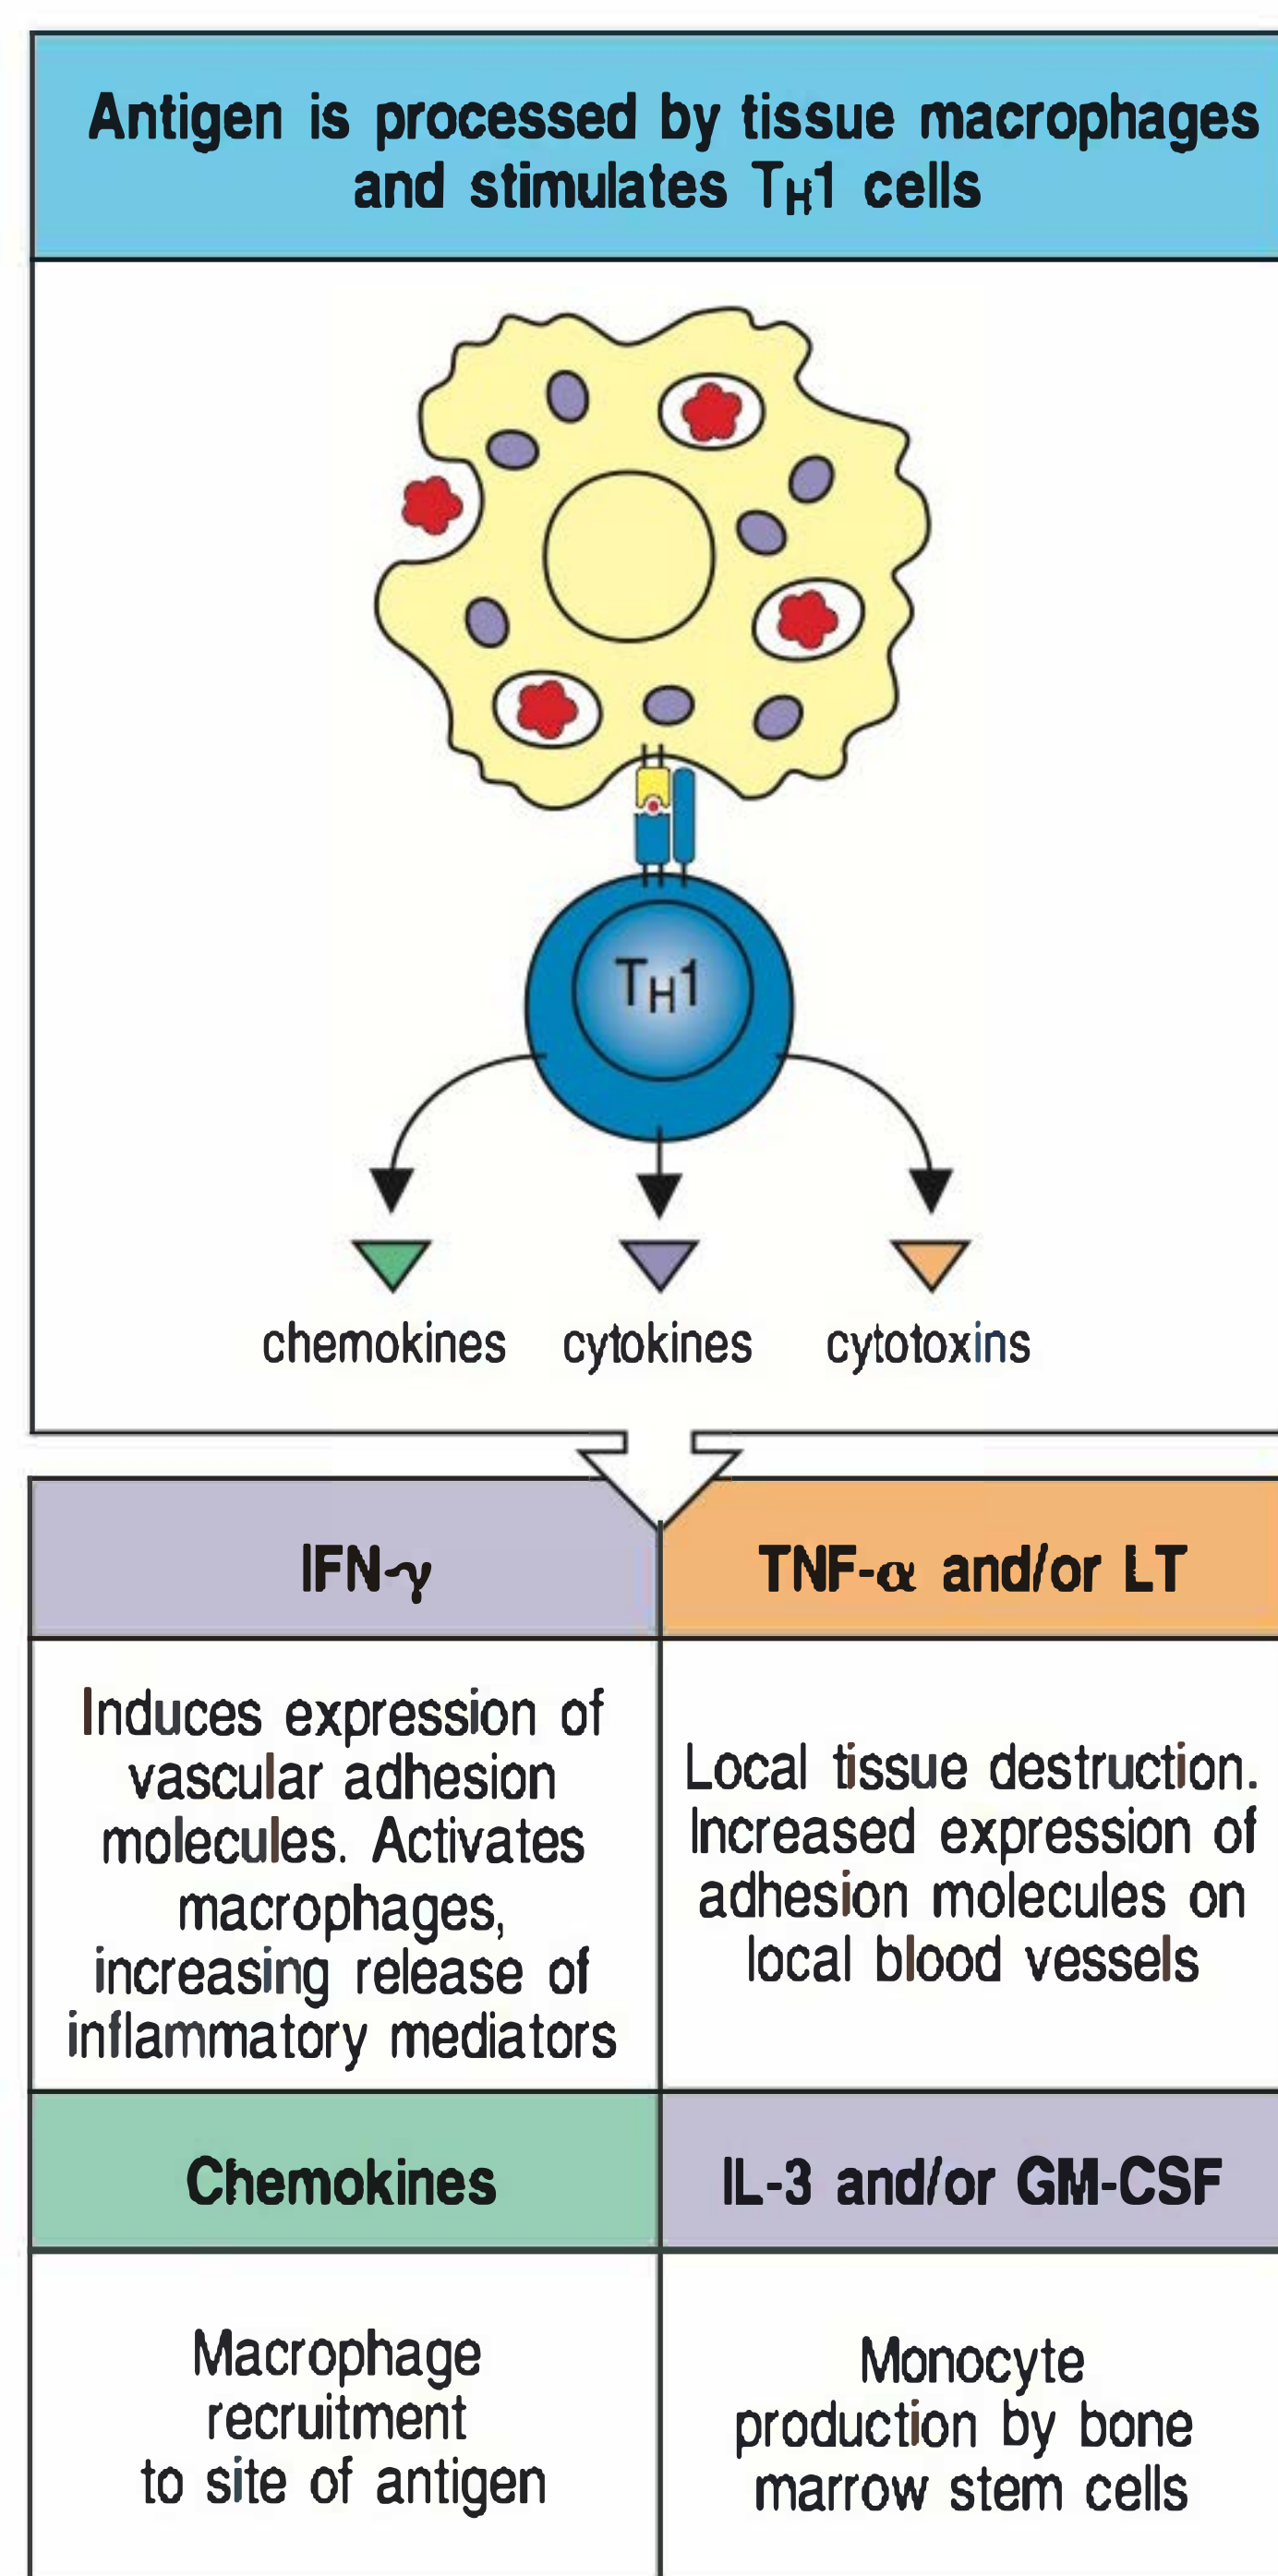 Antigen is processed by tissue macrophages
and stimulates TH1 cells
TH1
chemokines cytokines cytotoxins
IFN-γ
TNF-α and/or LT
Induces expression of
vascular adhesion
molecules. Activates
macrophages,
increasing release of
inflammatory mediators
Local tissue destruction.
Increased expression of
adhesion molecules on
local blood vessels
Chemokines
IL-3 and/or GM-CSF
Macrophage
recruitment
to site of antigen
Monocyte
production by bone
marrow stem cells